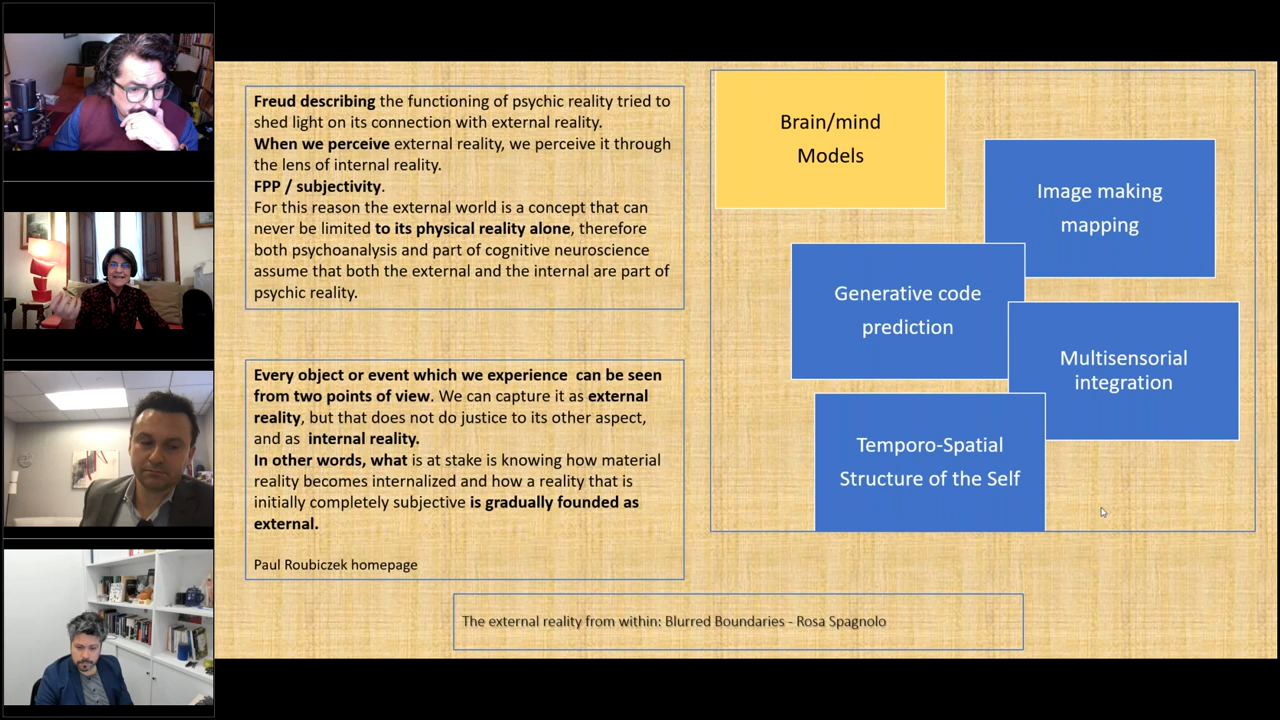 Freud describing the functioning of psychic reality tried to
shed light on its connection with external reality.
When we perceive external reality, we perceive it through
the lens of internal reality.
FPP / subjectivity.
For this reason the external world is a concept that can
never be limited to its physical reality alone, therefore
both psychoanalysis and part of cognitive neuroscience
assume that both the external and the internal are part of
psychic reality.
Every object or event which we experience can be seen
from two points of view. We can capture it as external
reality, but that does not do justice to its other aspect,
and as internal reality.
In other words, what is at stake is knowing how material
reality becomes internalized and how a reality that is
initially completely subjective is gradually founded as
external.
Paul Roubiczek homepage
Brain/mind
Models
Image making
mapping
Generative code
prediction
Multisensorial
integration
Temporo-Spatial
Structure of the Self
The external reality from within: Blurred Boundaries - Rosa Spagnolo